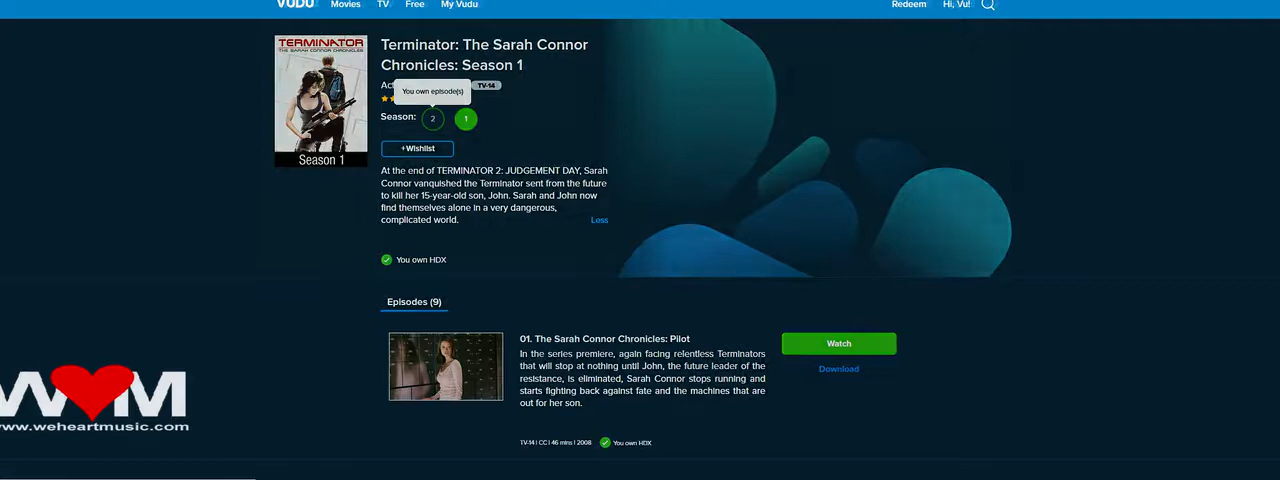 VUDU Movies TV Free My Vudu Redeem Hi, Vu!
TERMINATOR
THE SARAH CONNOR CHRONICLES
Season 1
Terminator: The Sarah Connor
Chronicles: Season 1
TV-14
You own episode(s)
Season: 2 1
+Wishlist
At the end of TERMINATOR 2: JUDGEMENT DAY, Sarah
Connor vanquished the Terminator sent from the future
to kill her 15-year-old son, John. Sarah and John now
find themselves alone in a very dangerous,
complicated world. Less
You own HDX
Episodes (9)
01. The Sarah Connor Chronicles: Pilot
In the series premiere, again facing relentless Terminators
that will stop at nothing until John, the future leader of the
resistance, is eliminated, Sarah Connor stops running and
starts fighting back against fate and the machines that are
out for her son.
TV-14 | CC | 46 mins | 2008 You own HDX
Watch
Download
W M
www.weheartmusic.com